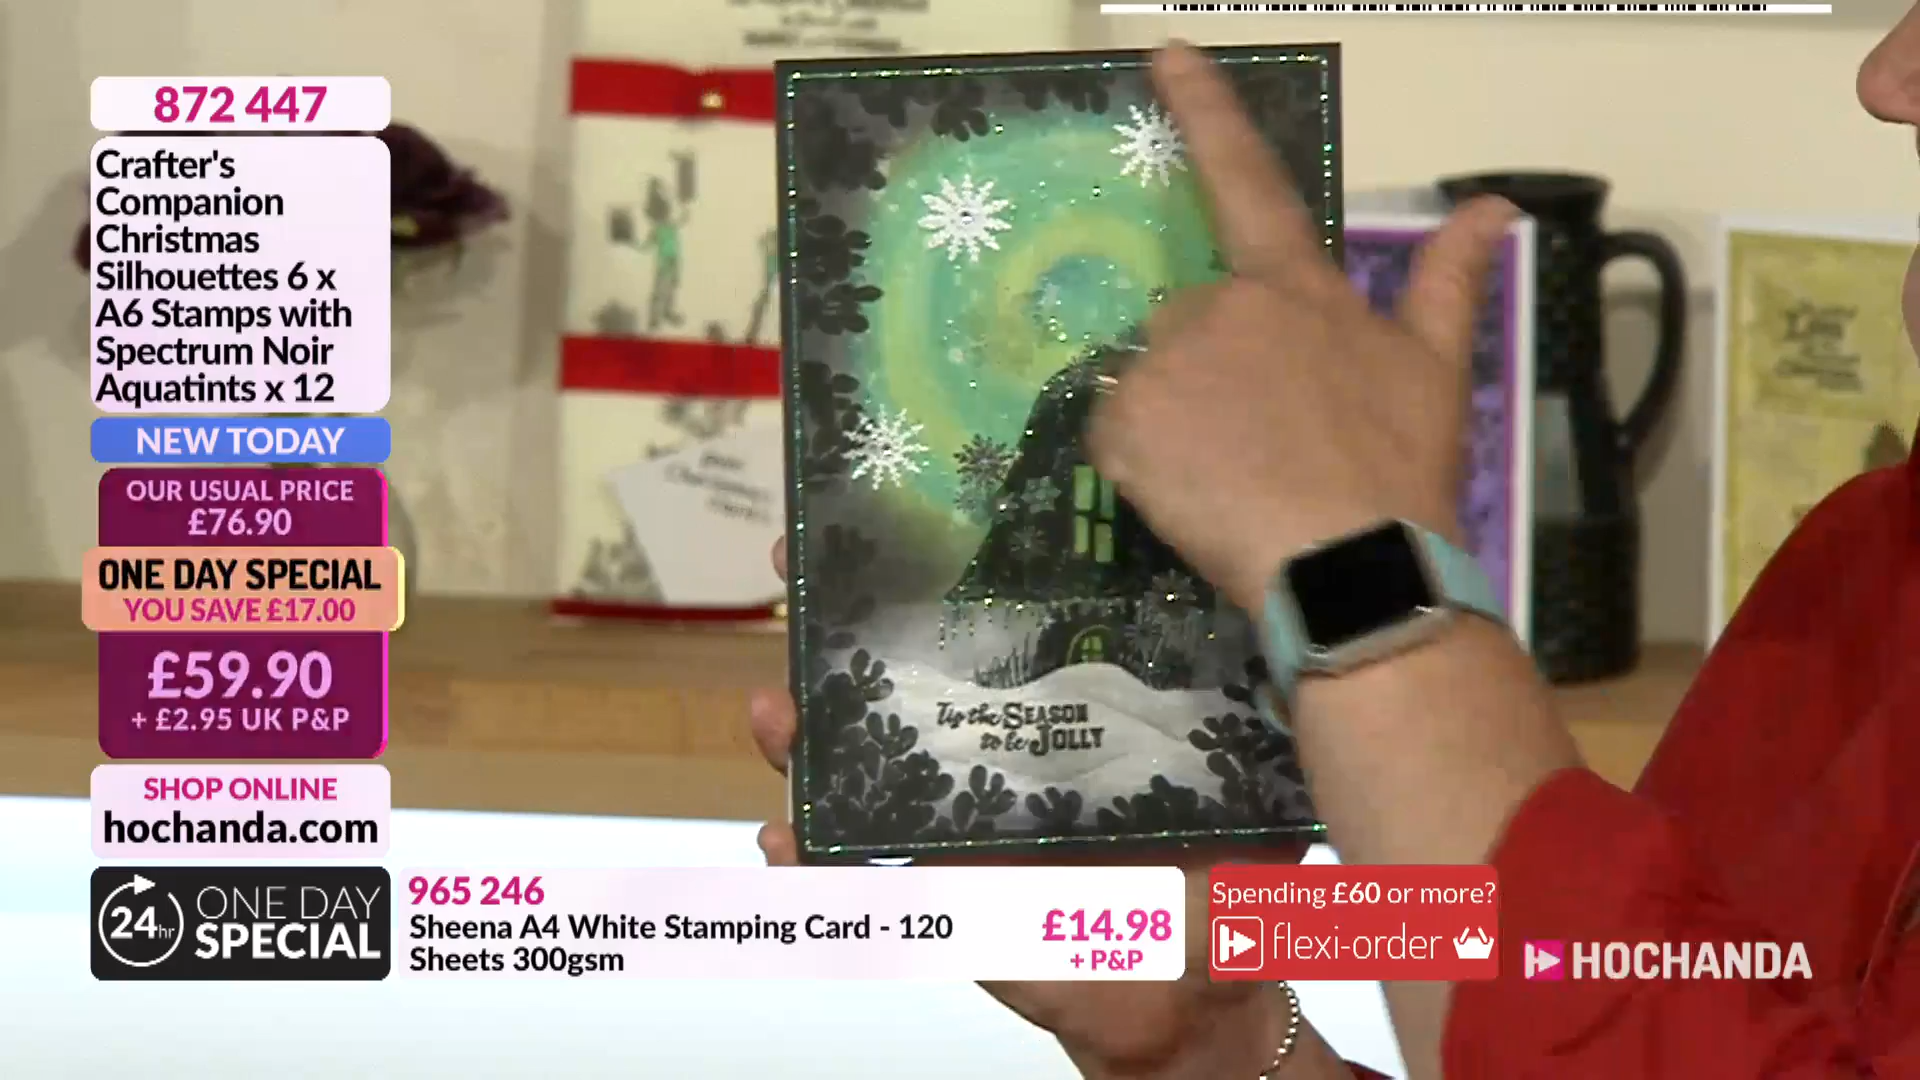 872 447
Crafter's
Companion
Christmas
Silhouettes 6 x
A6 Stamps with
Spectrum Noir
Aquatints x 12
NEW TODAY
OUR USUAL PRICE
£76.90
ONE DAY SPECIAL
YOU SAVE £17.00
£59.90
+ £2.95 UK P&P
SHOP ONLINE
hochanda.com
24hr
ONE DAY
SPECIAL
965 246
Sheena A4 White Stamping Card - 120
Sheets 300gsm
£14.98
+ P&P
Spending £60 or more?
flexi-order
HOCHANDA
Tis the SEASON
to be JOLLY